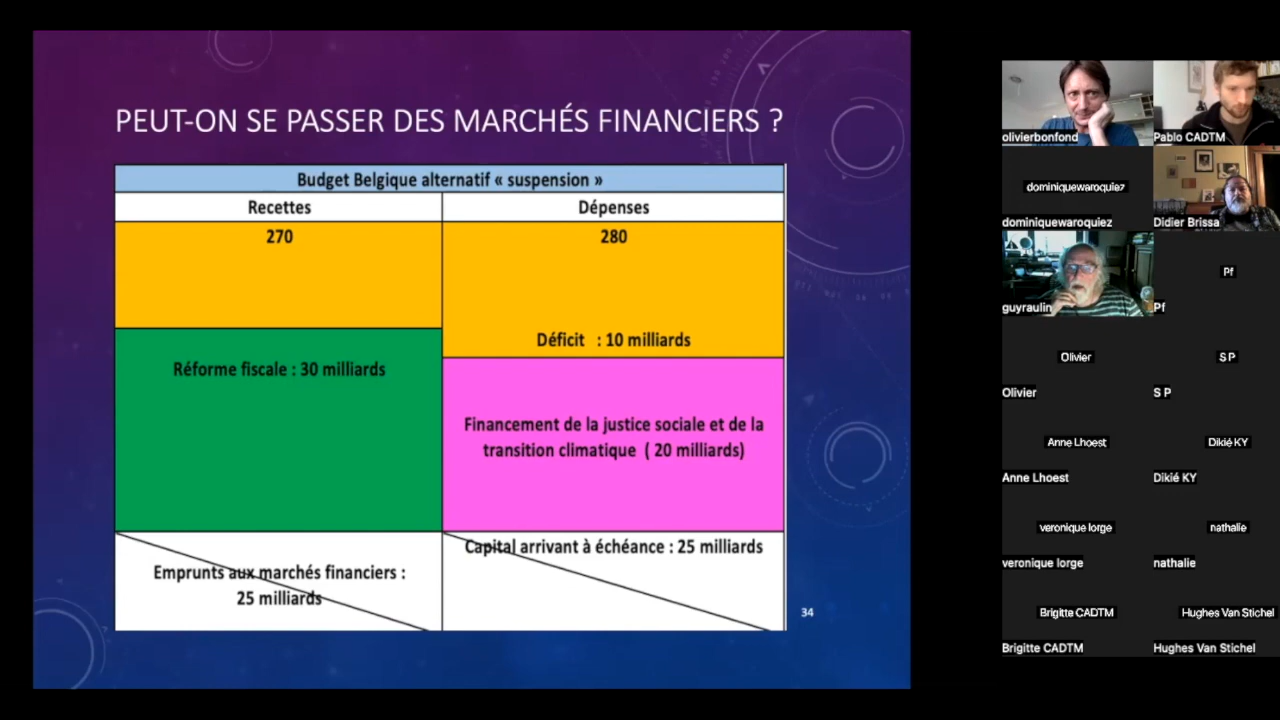 PEUT-ON SE PASSER DES MARCHÉS FINANCIERS ?
Budget Belgique alternatif « suspension »
Recettes
Dépenses
270
280
Déficit : 10 milliards
Réforme fiscale : 30 milliards
Financement de la justice sociale et de la
transition climatique ( 20 milliards)
Capital arrivant à échéance : 25 milliards
Emprunts aux marchés financiers :
25 milliards
34
olivierbonfond
Pablo CADTM
dominiquewaroquiez
dominiquewaroquiez
Didier Brissa
guyraulin
Pf
Pf
Olivier
S P
Olivier
S P
Anne Lhoest
Dikié KY
Anne Lhoest
Dikié KY
veronique lorge
nathalie
veronique lorge
nathalie
Brigitte CADTM
Hughes Van Stichel
Brigitte CADTM
Hughes Van Stichel